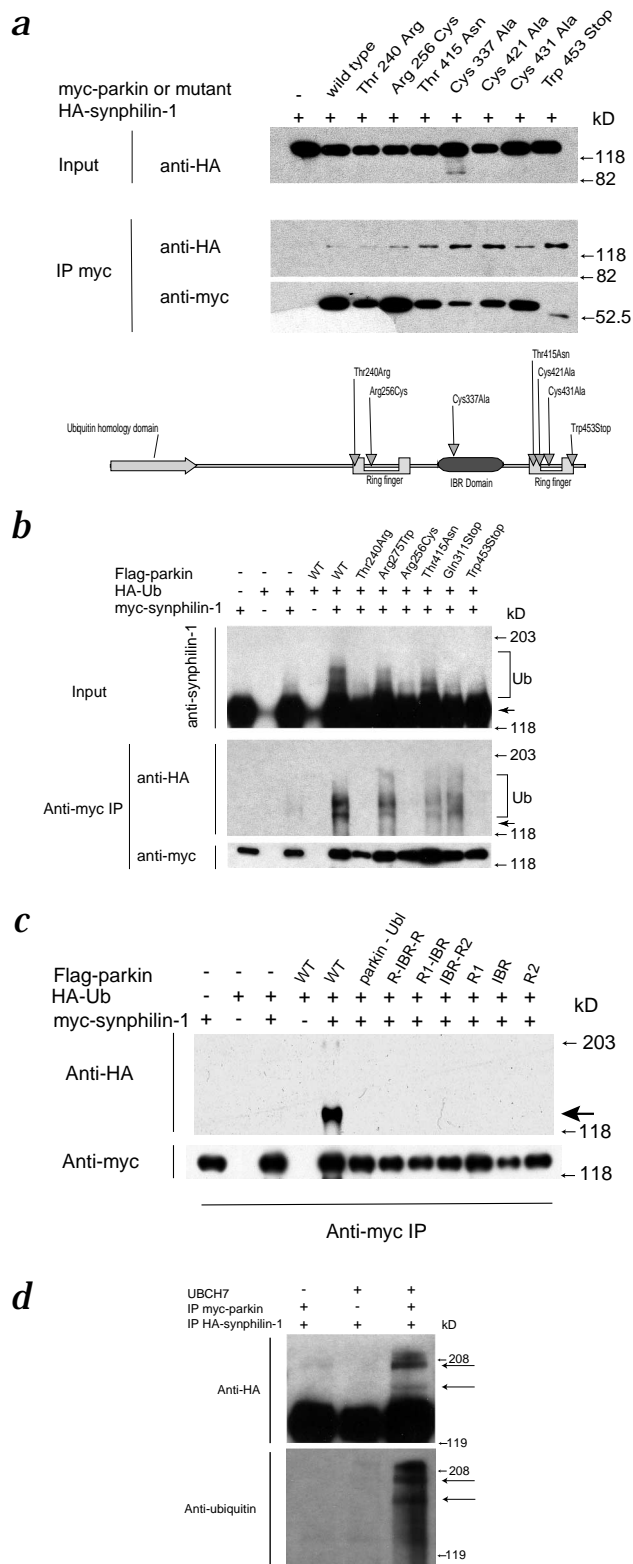 a
wild type
Thr 240 Arg
Arg 256 Cys
Thr 415 Asn
Cys 337 Ala
Cys 421 Ala
Cys 431 Ala
Trp 453 Stop
myc-parkin or mutant -
HA-synphilin-1 + + + + + + + + + kD
Input anti-HA ←118
←82
IP myc anti-HA ←118
←82
anti-myc ←52.5
Thr240Arg
Arg256Cys
Cys337Ala
Thr415Asn
Cys421Ala
Cys431Ala
Trp453Stop
Ubiquitin homology domain
Ring finger IBR Domain Ring finger
b
Flag-parkin - - - WT WT Thr240Arg Arg275Trp Arg256Cys Thr415Asn Gln311Stop Trp453Stop
HA-Ub - + + - + + + + + + +
myc-synphilin-1 + - + - + + + + + + + kD
Input anti-synphilin-1 ←203
Ub
←118
Anti-myc IP anti-HA ←203
Ub
←118
anti-myc ←118
c
Flag-parkin - - - WT WT parkin - Ubl R-IBR-R R1-IBR IBR-R2 R1 IBR R2
HA-Ub - + + + + + + + + + + + kD
myc-synphilin-1 + - + - + + + + + + + +
Anti-HA ←203
←118
Anti-myc ←118
Anti-myc IP
d
UBCH7 - + +
IP myc-parkin + - +
IP HA-synphilin-1 + + + kD
Anti-HA ←208
←119
Anti-ubiquitin ←208
←119